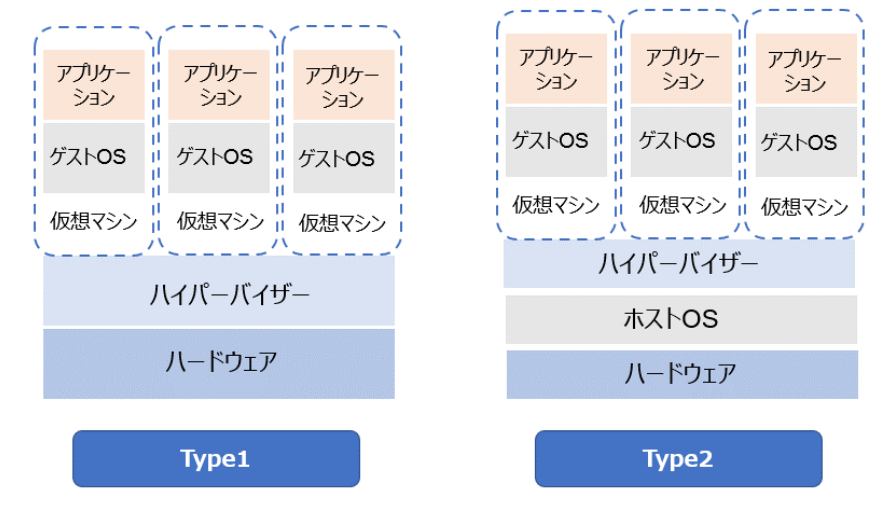 アプリケー
ション
アプリケー
ション
アプリケー
ション
ゲストOS
ゲストOS
ゲストOS
仮想マシン
仮想マシン
仮想マシン
ハイパーバイザー
ハードウェア
Type1
アプリケー
ション
アプリケー
ション
アプリケー
ション
ゲストOS
ゲストOS
ゲストOS
仮想マシン
仮想マシン
仮想マシン
ハイパーバイザー
ホストOS
ハードウェア
Type2